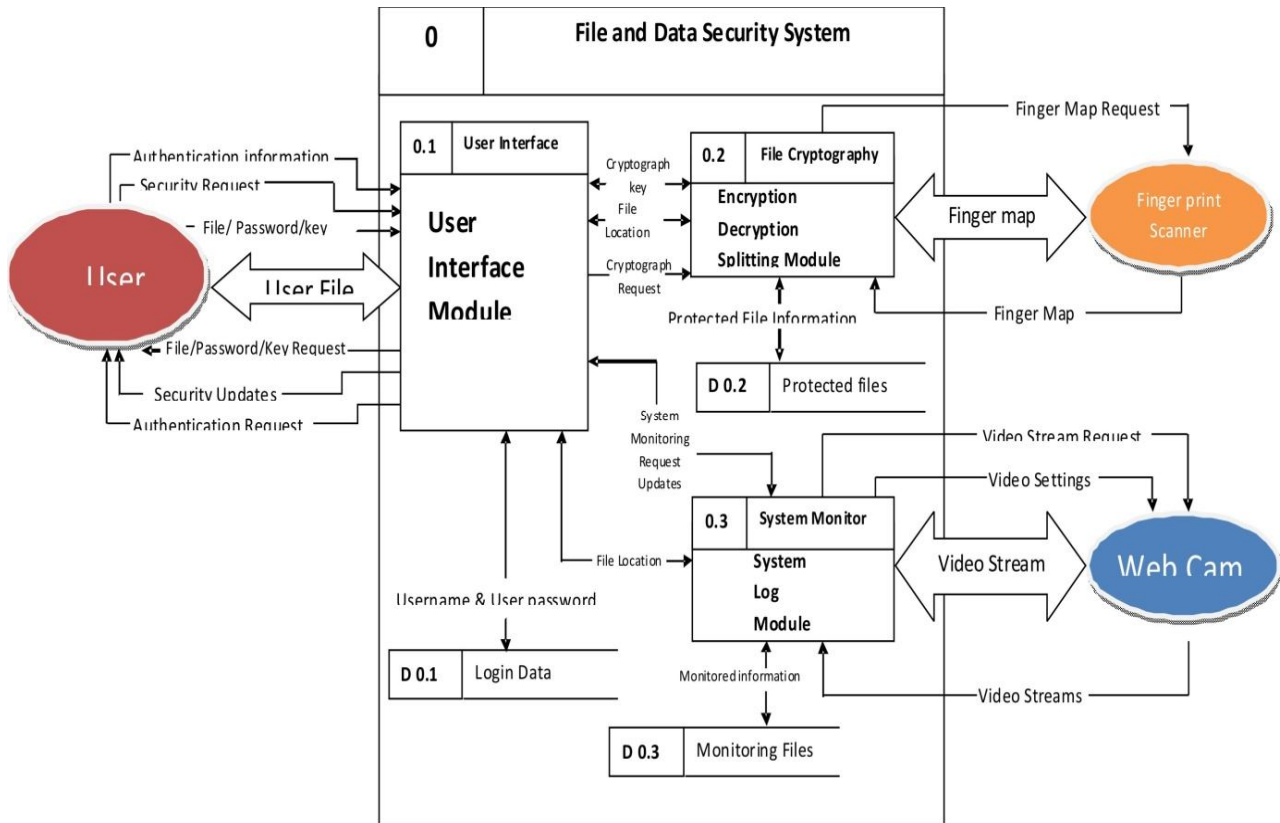 0
File and Data Security System
Authentication information
Security Request
File/ Password/key
User
User File
File/Password/Key Request
Security Updates
Authentication Request
0.1
User Interface
User
Interface
Module
Cryptograph
key
File
Location
Cryptograph
Request
0.2
File Cryptography
Encryption
Decryption
Splitting Module
Finger Map Request
Finger map
Finger print
Scanner
Finger Map
Protected File Information
D 0.2
Protected files
System
Monitoring
Request
Updates
Video Stream Request
Video Settings
0.3
System Monitor
System
Log
Module
File Location
Video Stream
Web Cam
Video Streams
Username & User password
D 0.1
Login Data
Monitored information
D 0.3
Monitoring Files